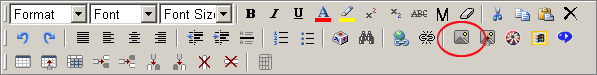 Format Font Font Size B I U A x² x₂ ABC M